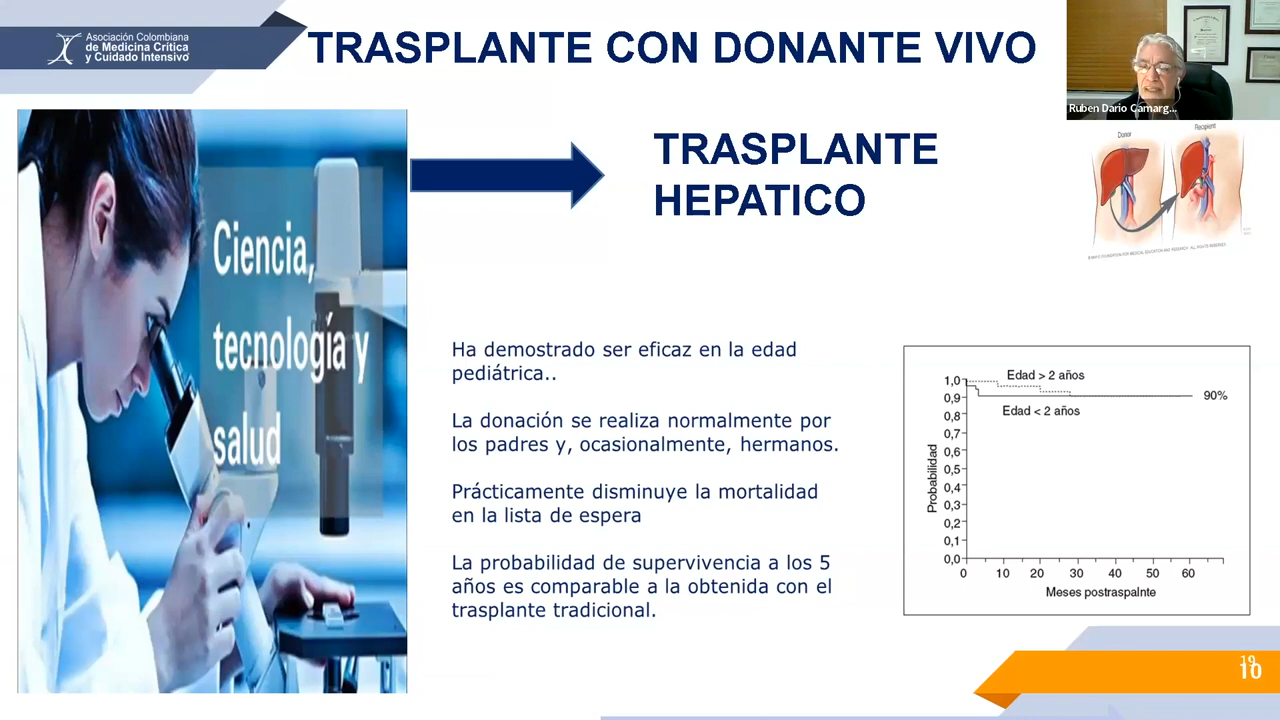 Asociación Colombiana
de Medicina Crítica
y Cuidado Intensivo
TRASPLANTE CON DONANTE VIVO
Ruben Dario Camarg...
TRASPLANTE
HEPATICO
Donor
Recipient
Ciencia,
tecnología y
salud
Ha demostrado ser eficaz en la edad
pediátrica..
La donación se realiza normalmente por
los padres y, ocasionalmente, hermanos.
Prácticamente disminuye la mortalidad
en la lista de espera
La probabilidad de supervivencia a los 5
años es comparable a la obtenida con el
trasplante tradicional.
Edad > 2 años
90%
Edad < 2 años
Probabilidad
1,0
0,9
0,8
0,7
0,6
0,5
0,4
0,3
0,2
0,1
0,0
0 10 20 30 40 50 60
Meses postraspalnte
19
10